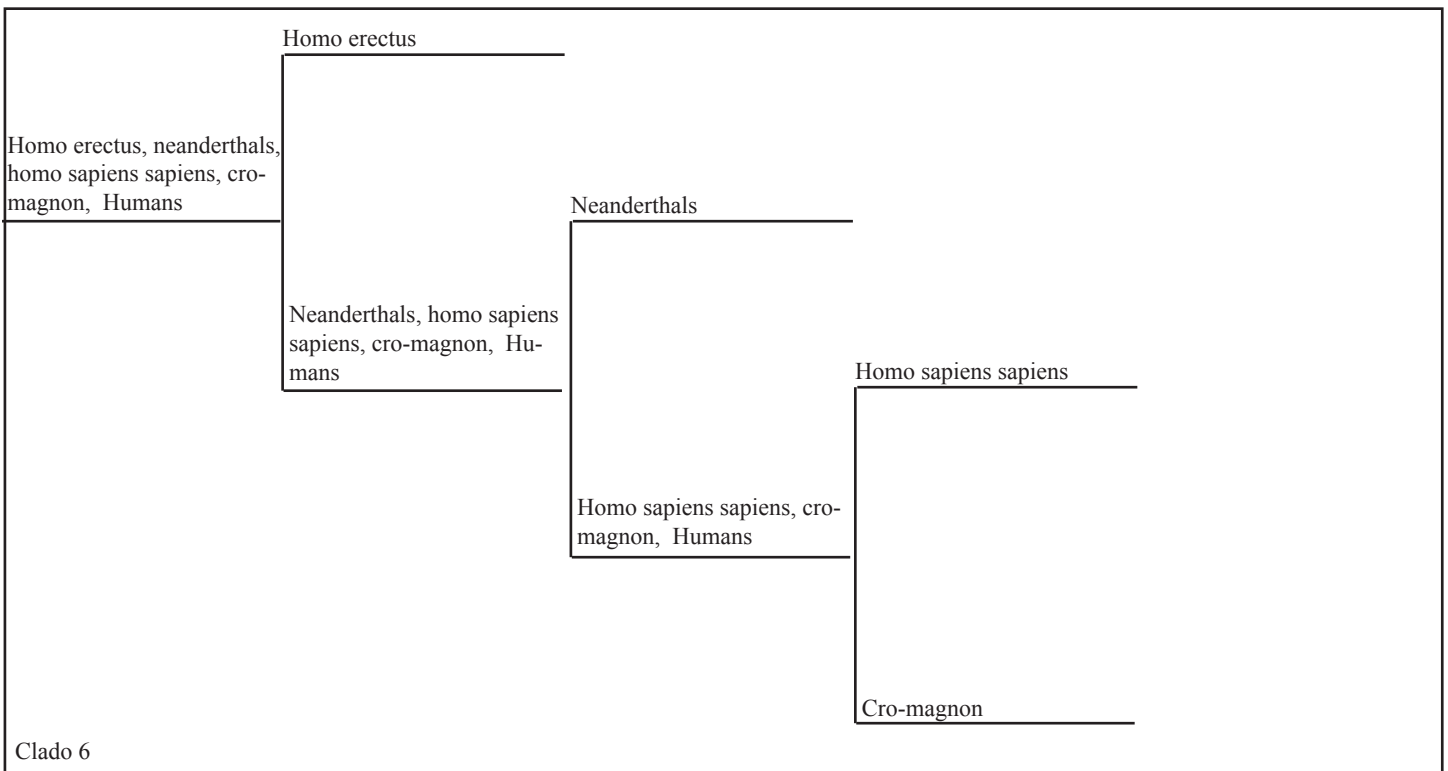 Homo erectus
Homo erectus, neanderthals,
homo sapiens sapiens, cro-
magnon,  Humans
Neanderthals
Neanderthals, homo sapiens
sapiens, cro-magnon,  Hu-
mans
Homo sapiens sapiens
Homo sapiens sapiens, cro-
magnon,  Humans
Cro-magnon
Clado 6